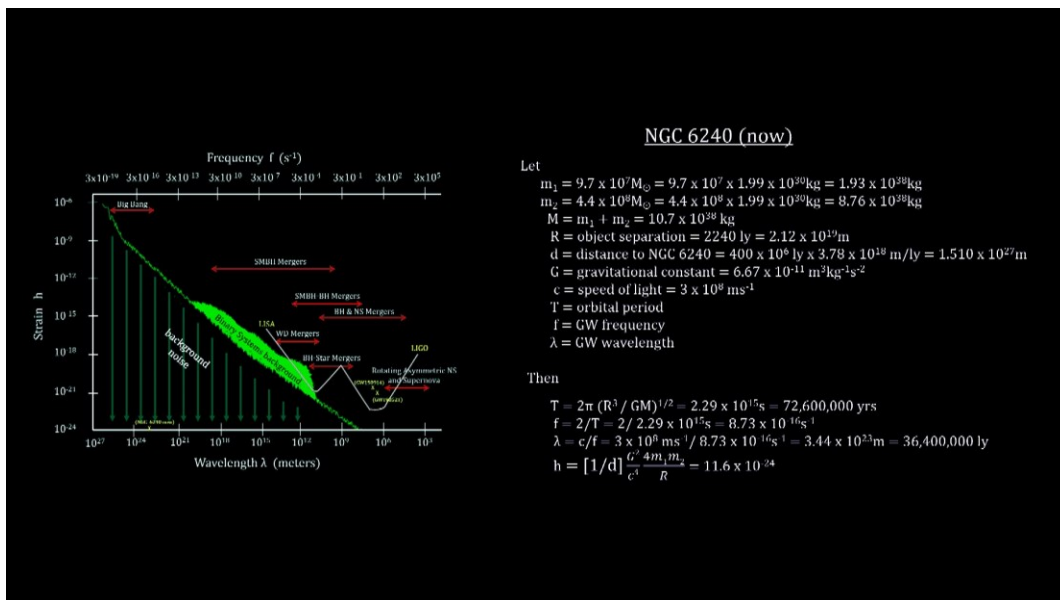 NGC 6240 (now)
Frequency f (s⁻¹)
3x10⁻¹⁹ 3x10⁻¹⁶ 3x10⁻¹³ 3x10⁻¹⁰ 3x10⁻⁷ 3x10⁻⁴ 3x10⁻¹ 3x10² 3x10⁵
10⁻⁶
10⁻⁹
10⁻¹²
10⁻¹⁵
10⁻¹⁸
10⁻²¹
10⁻²⁴
Strain h
Big Bang
SMBH Mergers
SMBH-BH Mergers
BH & NS Mergers
LISA
WD Mergers
LIGO
BH-Star Mergers
Rotating Asymmetric NS
and Supernova
Binary Systems background
background
noise
10²⁷ 10²⁴ 10²¹ 10¹⁸ 10¹⁵ 10¹² 10⁹ 10⁶ 10³
Wavelength λ (meters)
Let
m₁ = 9.7 x 10⁷M☉ = 9.7 x 10⁷ x 1.99 x 10³⁰kg = 1.93 x 10³⁸kg
m₂ = 4.4 x 10⁸M☉ = 4.4 x 10⁸ x 1.99 x 10³⁰kg = 8.76 x 10³⁸kg
M = m₁ + m₂ = 10.7 x 10³⁸ kg
R = object separation = 2240 ly = 2.12 x 10¹⁹m
d = distance to NGC 6240 = 400 x 10⁶ ly x 3.78 x 10¹⁸ m/ly = 1.510 x 10²⁷m
G = gravitational constant = 6.67 x 10⁻¹¹ m³kg⁻¹s⁻²
c = speed of light = 3 x 10⁸ ms⁻¹
T = orbital period
f = GW frequency
λ = GW wavelength
Then
T = 2π (R³ / GM)^1/2 = 2.29 x 10¹⁵s = 72,600,000 yrs
f = 2/T = 2/ 2.29 x 10¹⁵s = 8.73 x 10⁻¹⁶s⁻¹
λ = c/f = 3 x 10⁸ ms⁻¹/ 8.73 x 10⁻¹⁶s⁻¹ = 3.44 x 10²³m = 36,400,000 ly
h = [1/d] G²/c⁴ 4m₁m₂/R = 11.6 x 10⁻²⁴